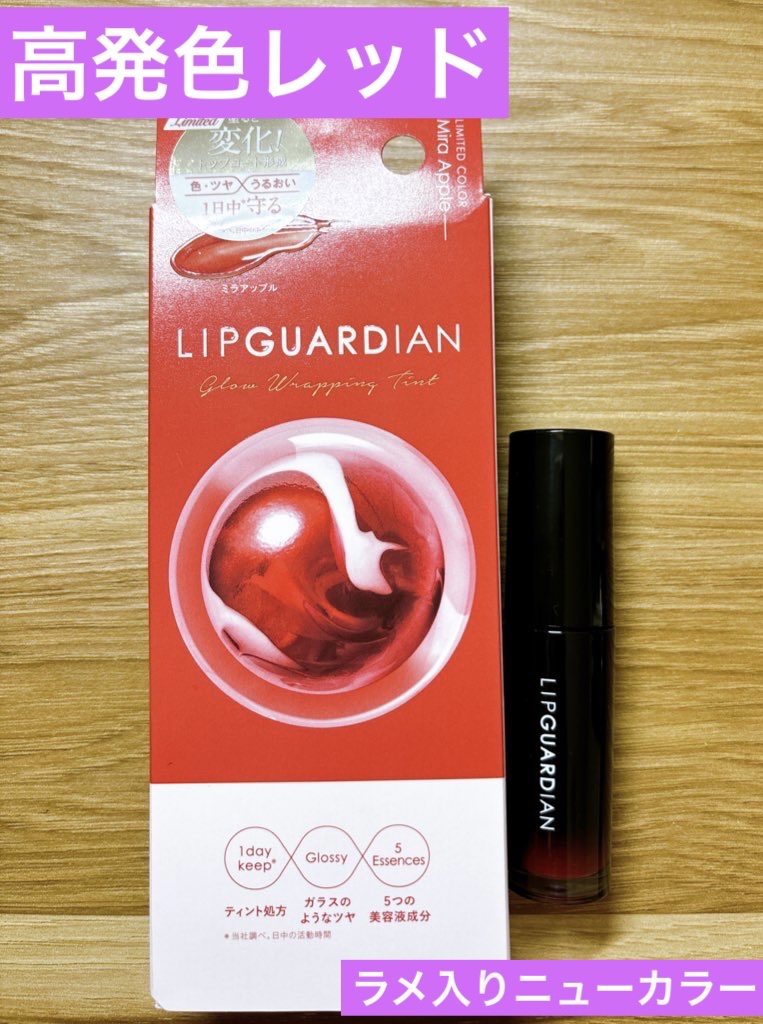 高発色レッド
Limited
変化!
色・ツヤ うるおい
1日中*守る
LIMITED COLOR
Mira Apple
ミラアップル
LIPGUARDIAN
Glow Wrapping Tint
1day keep*
Glossy
5 Essences
ティント処方
ガラスの
ようなツヤ
5つの
美容液成分
*当社調べ。日中の活動時間
LIPGUARDIAN
ラメ入りニューカラー